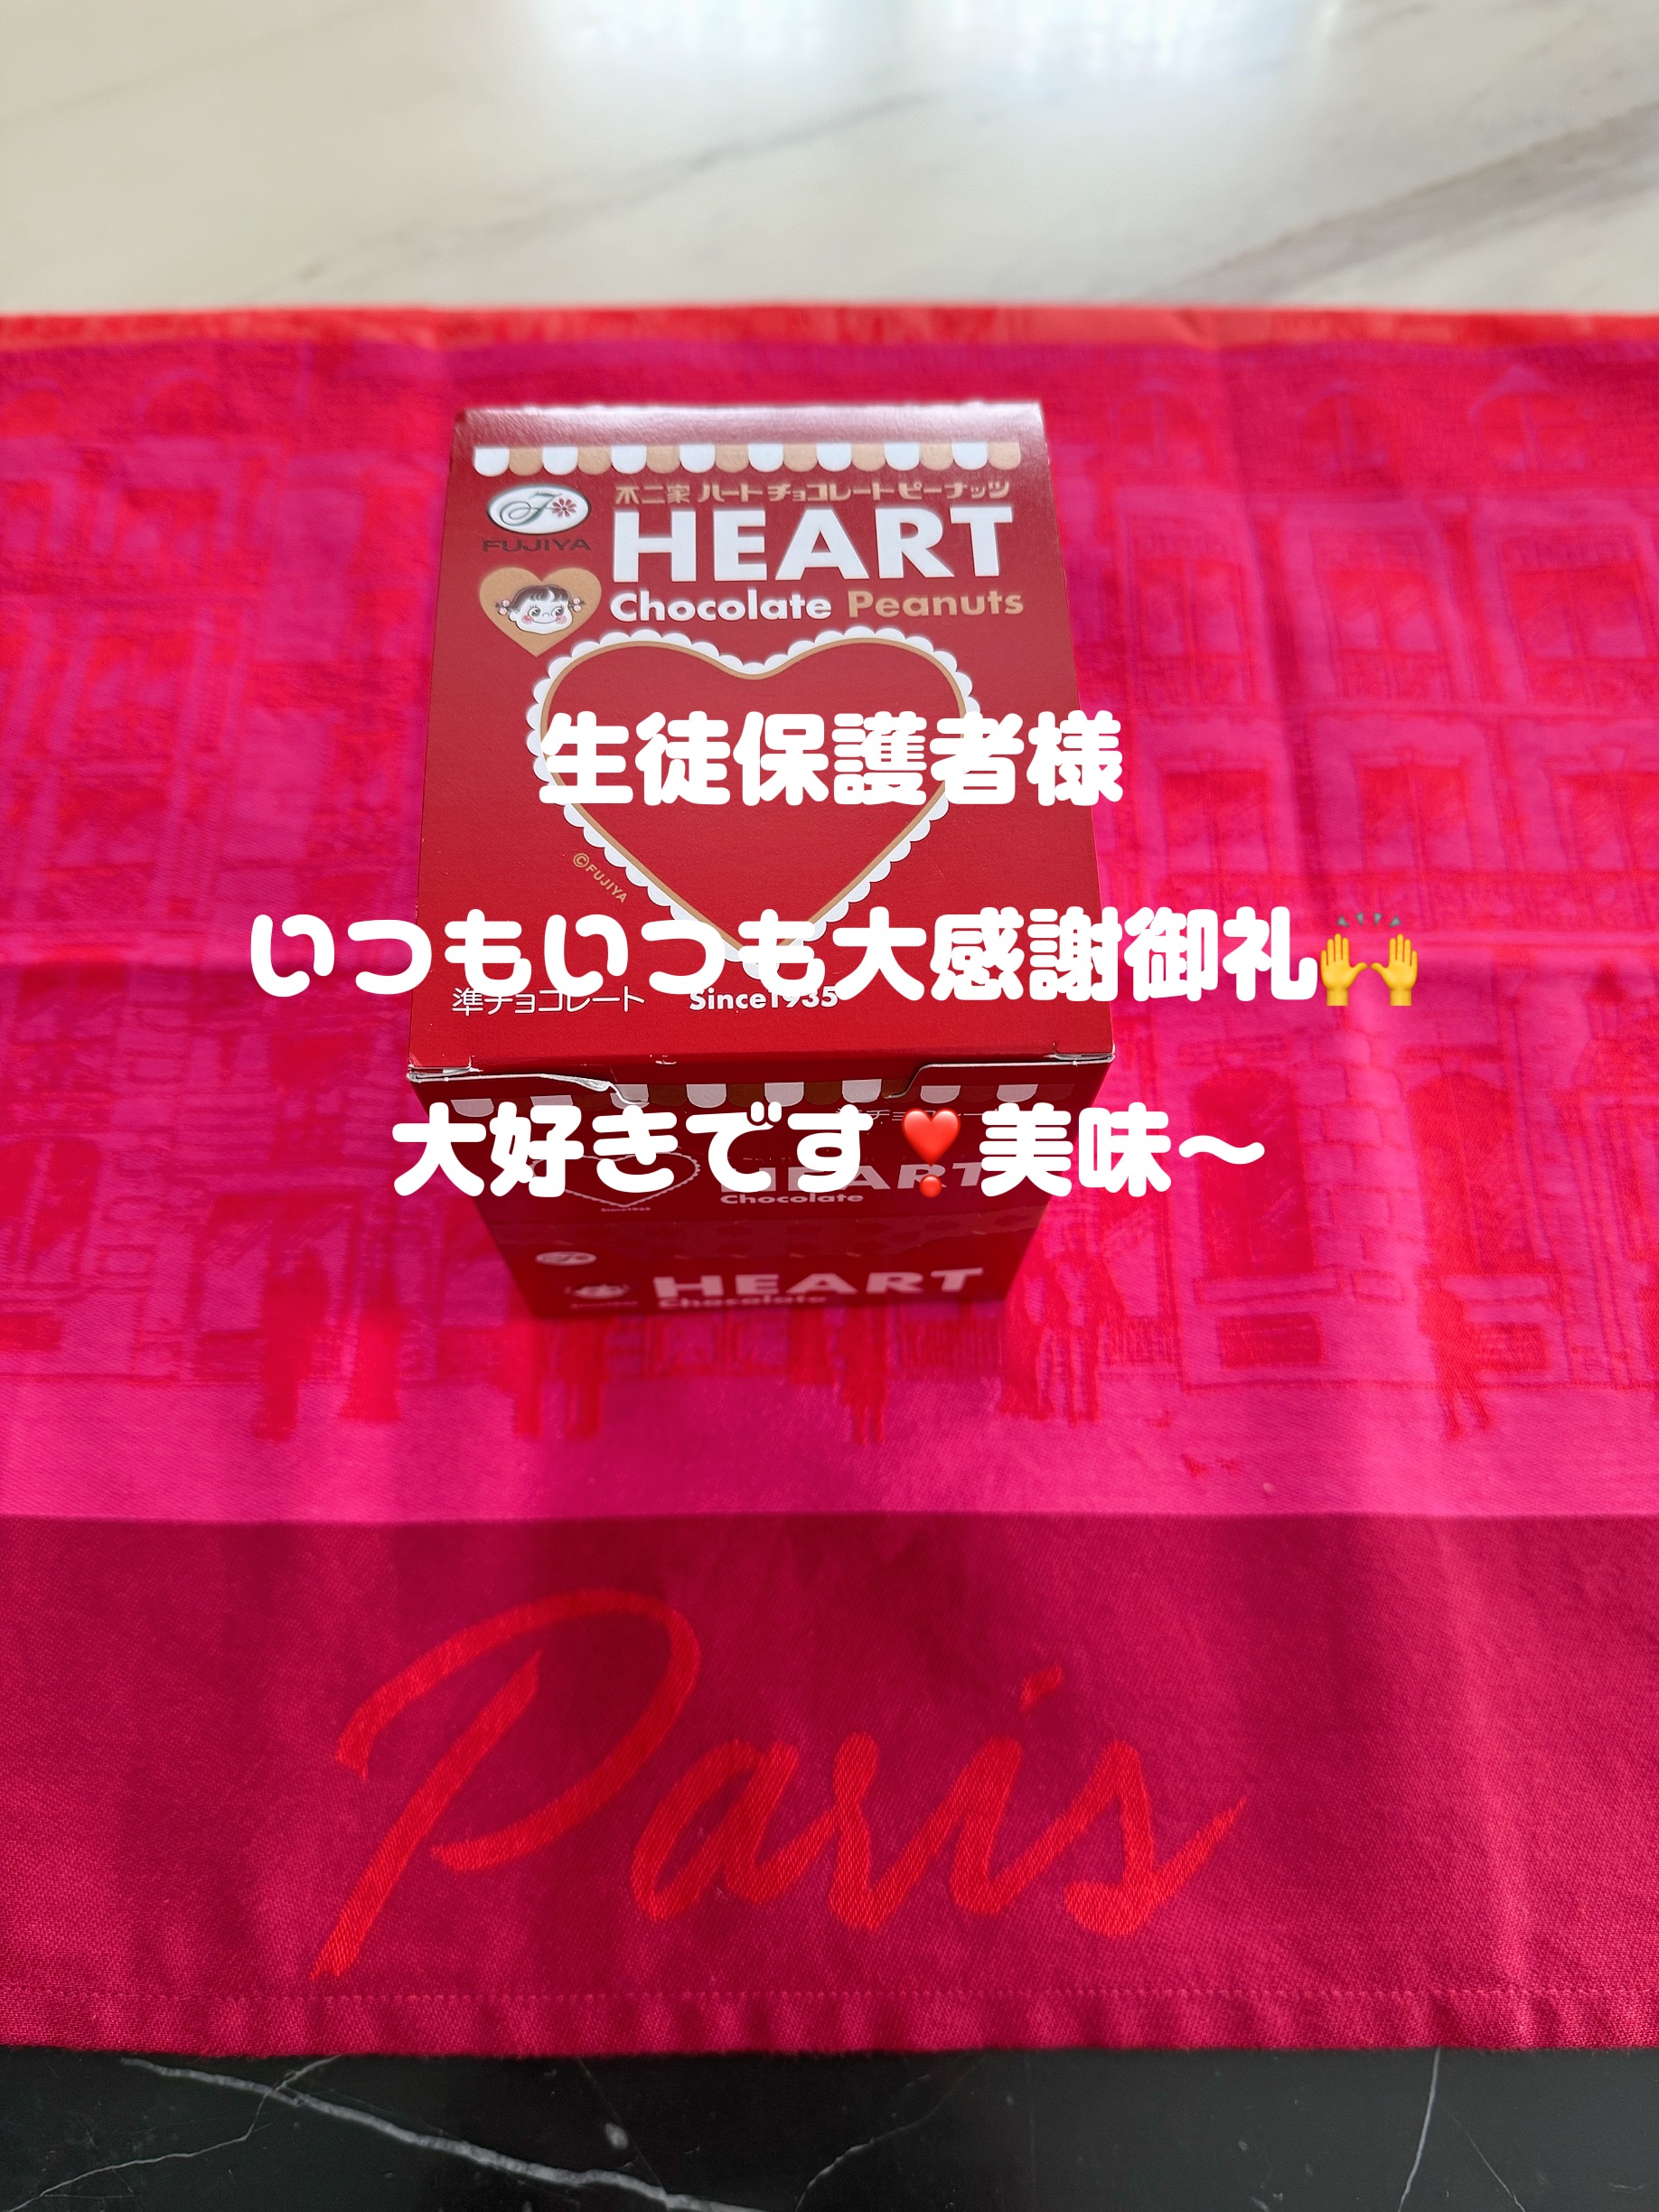 不二家 ハートチョコレートピーナッツ
FUJIYA
HEART
Chocolate Peanuts
©FUJIYA
生徒保護者様
いつもいつも大感謝御礼🙌
準チョコレート Since1935
大好きです❣️美味〜
HEART
Chocolate
Since1935
HEART
Chocolate
Paris